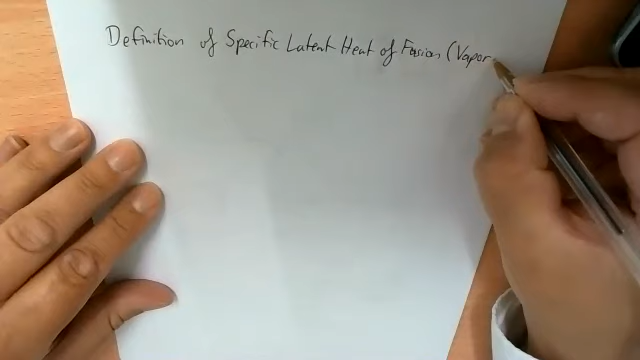 Definition of Specific Latent Heat of Fusion (Vapor